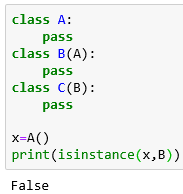 class A:
    pass
class B(A):
    pass
class C(B):
    pass

x=A()
print(isinstance(x,B))
False